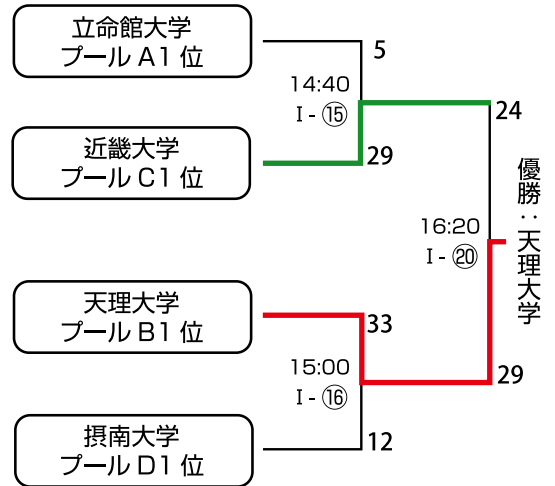 立命館大学
プール A1 位
5
14:40
I - ⑮
24
近畿大学
プール C1 位
29
優勝：天理大学
16:20
I - ⑳
天理大学
プール B1 位
33
15:00
I - ⑯
29
摂南大学
プール D1 位
12